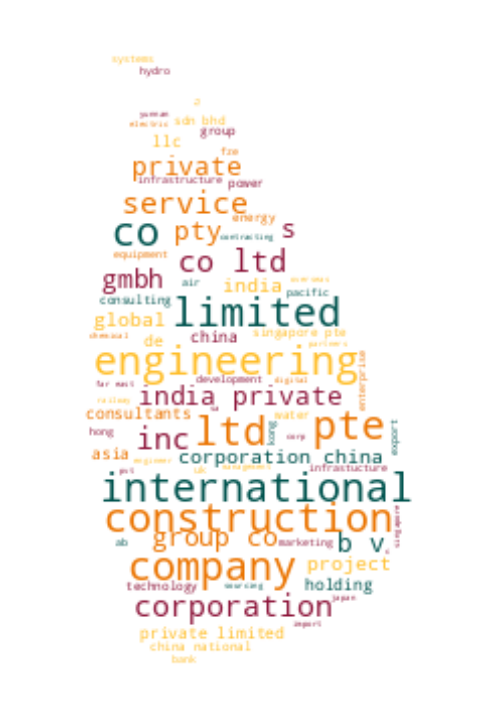 systems
hydro
yunnan
electric sdn bhd
group
llc
fze
private
infrastructure power
service
energy
co pty contracting s
equipment
co ltd
gmbh air india overseas
consulting pacific
limited
global
chemical de china singapore pte
partners
engineering
far east development digital enterprise
india private
railway
consultants sa water
hong inc ltd kong corp pte export
asia corporation china
engineer
pvt uk management infrastucture
international
construction singapore
ab group co marketing b v
company project
technology sourcing holding
corporation japan
import
private limited
china national
bank